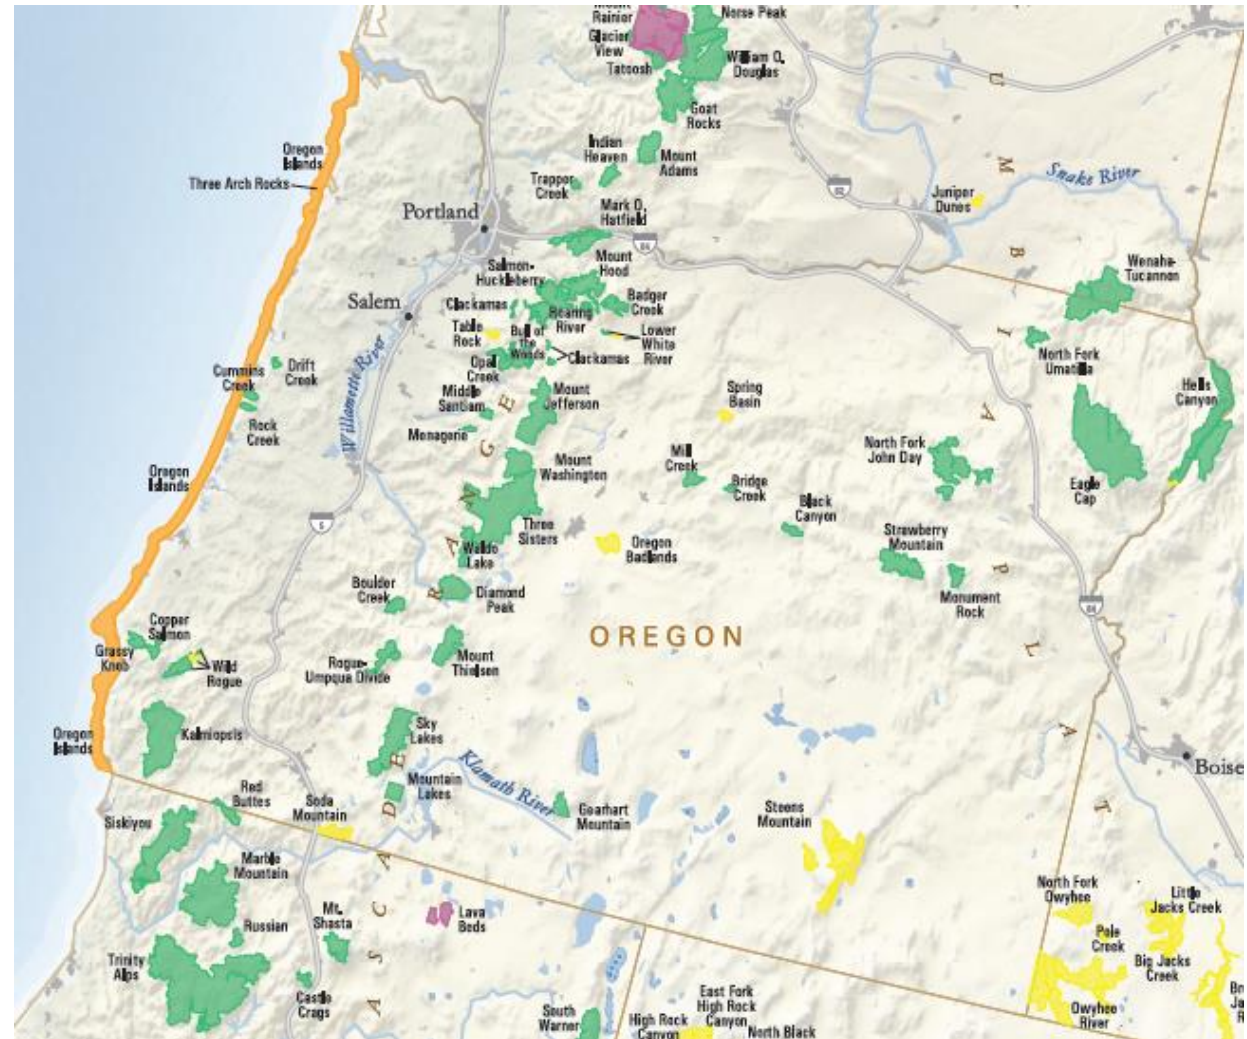 Mount
Rainier
Norse Peak
Glacier
View
Tatoosh
William O.
Douglas
Goat
Rocks
Indian
Heaven
Mount
Adams
Trapper
Creek
Oregon
Islands
Three Arch Rocks
Portland
Mark O.
Hatfield
84
82
Juniper
Dunes
Snake River
UMBIAL PLAT
Salmon-
Huckleberry
Mount
Hood
Wenaha-
Tucannon
Salem
Clackamas
Badger
Creek
Roaring
River
Table
Rock
Bull of
the
Woods
Lower
White
River
Clackamas
Opal
Creek
North Fork
Umatilla
Drift
Creek
Cummins
Creek
Willamette River
Middle
Santiam
Mount
Jefferson
Spring
Basin
Hells
Canyon
Rock
Creek
Menagerie
North Fork
John Day
Mill
Creek
Mount
Washington
Bridge
Creek
Eagle
Cap
Oregon
Islands
Black
Canyon
5
Three
Sisters
Strawberry
Mountain
Oregon
Badlands
Waldo
Lake
Boulder
Creek
Diamond
Peak
Monument
Rock
84
CASCADE RANGE
OREGON
Copper
Salmon
Grassy
Knob
Wild
Rogue
Rogue-
Umpqua Divide
Mount
Thielsen
Oregon
Islands
Kalmiopsis
Sky
Lakes
Mountain
Lakes
Klamath River
Boise
Red
Buttes
Soda
Mountain
Gearhart
Mountain
Steens
Mountain
Siskiyou
Marble
Mountain
North Fork
Owyhee
Little
Jacks Creek
Mt.
Shasta
Lava
Beds
Russian
Pole
Creek
Big Jacks
Creek
Trinity
Alps
Castle
Crags
South
Warner
East Fork
High Rock
Canyon
High Rock
Canyon
North Black
Owyhee
River